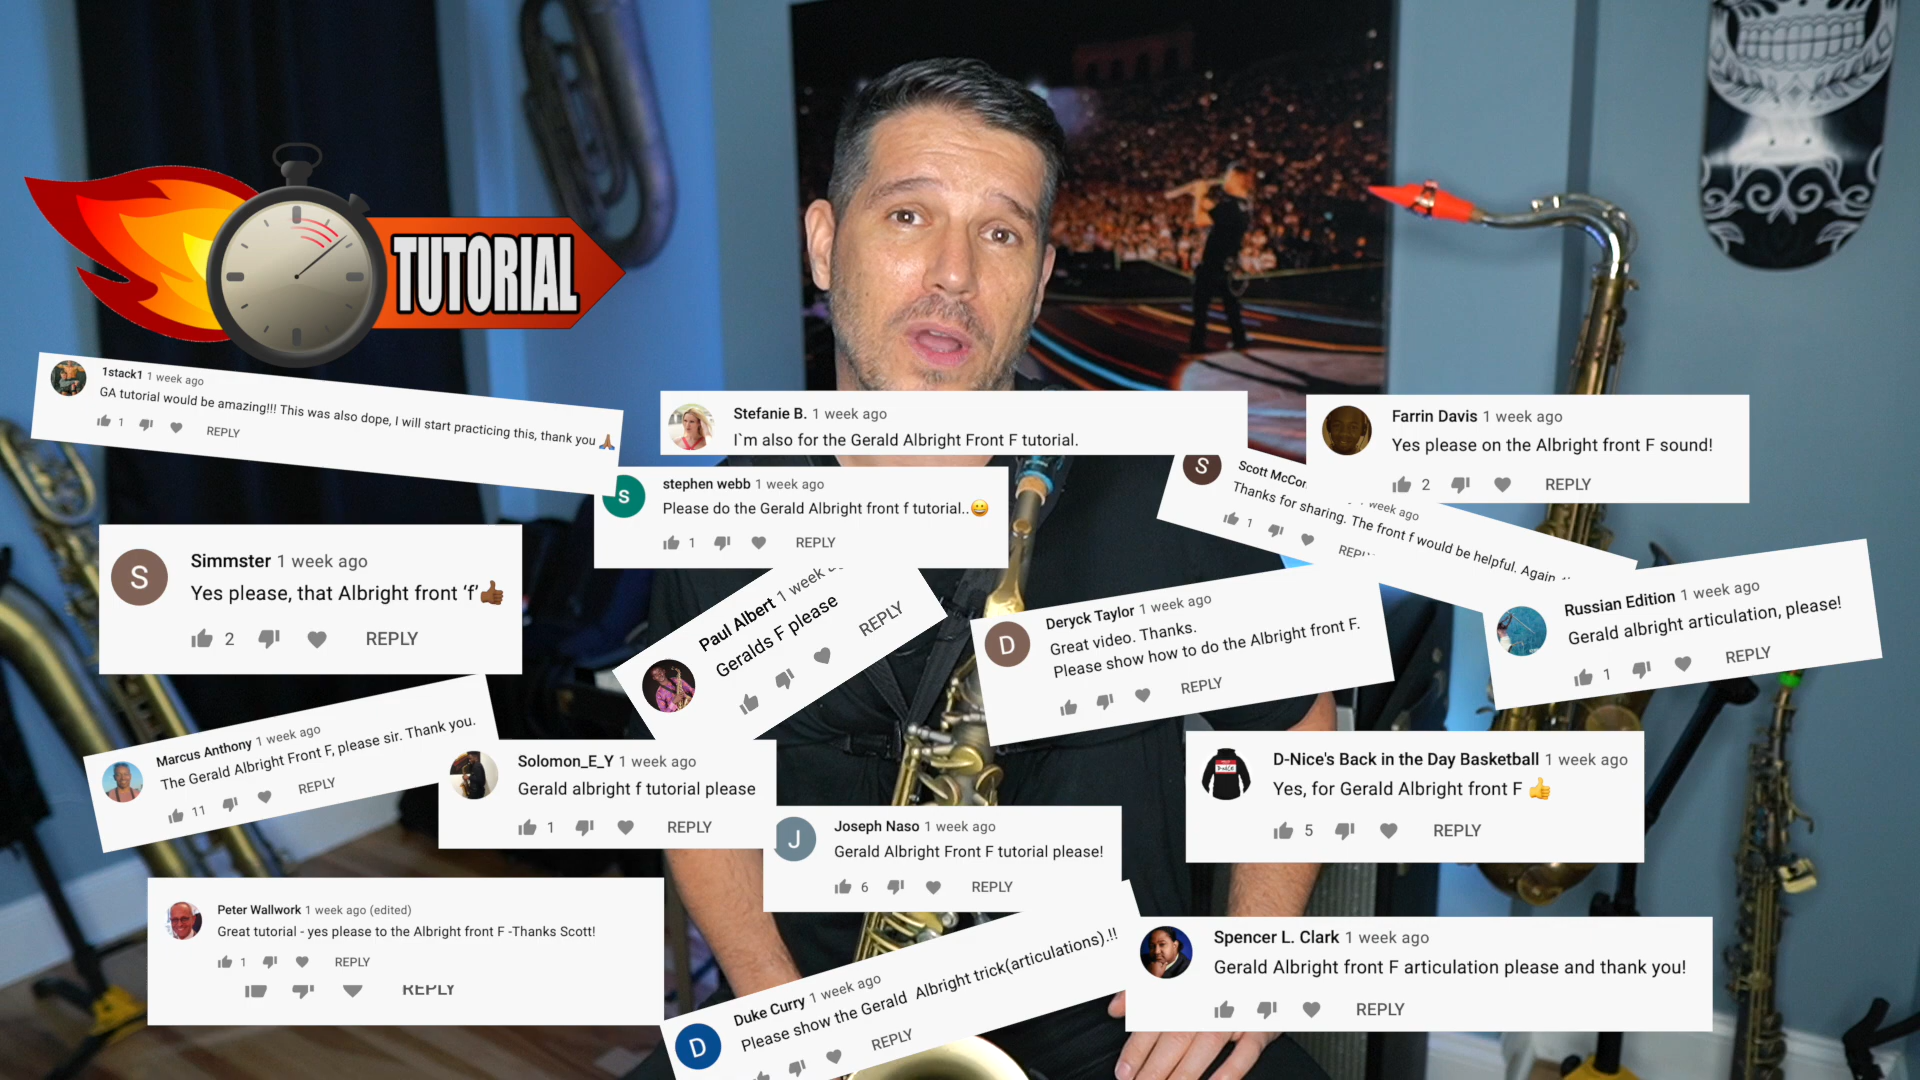 TUTORIAL
1stack1 1 week ago
GA tutorial would be amazing!!! This was also dope, I will start practicing this, thank you 🙏🏽
1
REPLY
Stefanie B. 1 week ago
I`m also for the Gerald Albright Front F tutorial.
Farrin Davis 1 week ago
Yes please on the Albright front F sound!
2
REPLY
S
stephen webb 1 week ago
Please do the Gerald Albright front f tutorial..😀
1
REPLY
S
Scott
week ago
Thanks for sharing. The front f would be helpful. Again
1
S
Simmster 1 week ago
Yes please, that Albright front ‘f’👍🏾
2
REPLY
Paul Albert 1 week
Geralds F please
REPLY
D
Deryck Taylor 1 week ago
Great video. Thanks.
Please show how to do the Albright front F.
REPLY
Russian Edition 1 week ago
Gerald albright articulation, please!
1
REPLY
Marcus Anthony 1 week ago
The Gerald Albright Front F, please sir. Thank you.
11
REPLY
Solomon_E_Y 1 week ago
Gerald albright f tutorial please
1
REPLY
D-Nice's Back in the Day Basketball 1 week ago
Yes, for Gerald Albright front F 👍
5
REPLY
J
Joseph Naso 1 week ago
Gerald Albright Front F tutorial please!
6
REPLY
Peter Wallwork 1 week ago (edited)
Great tutorial - yes please to the Albright front F -Thanks Scott!
1
REPLY
REPLY
D
Duke Curry 1 week ago
Please show the Gerald Albright trick(articulations).!!
REPLY
Spencer L. Clark 1 week ago
Gerald Albright front F articulation please and thank you!
REPLY